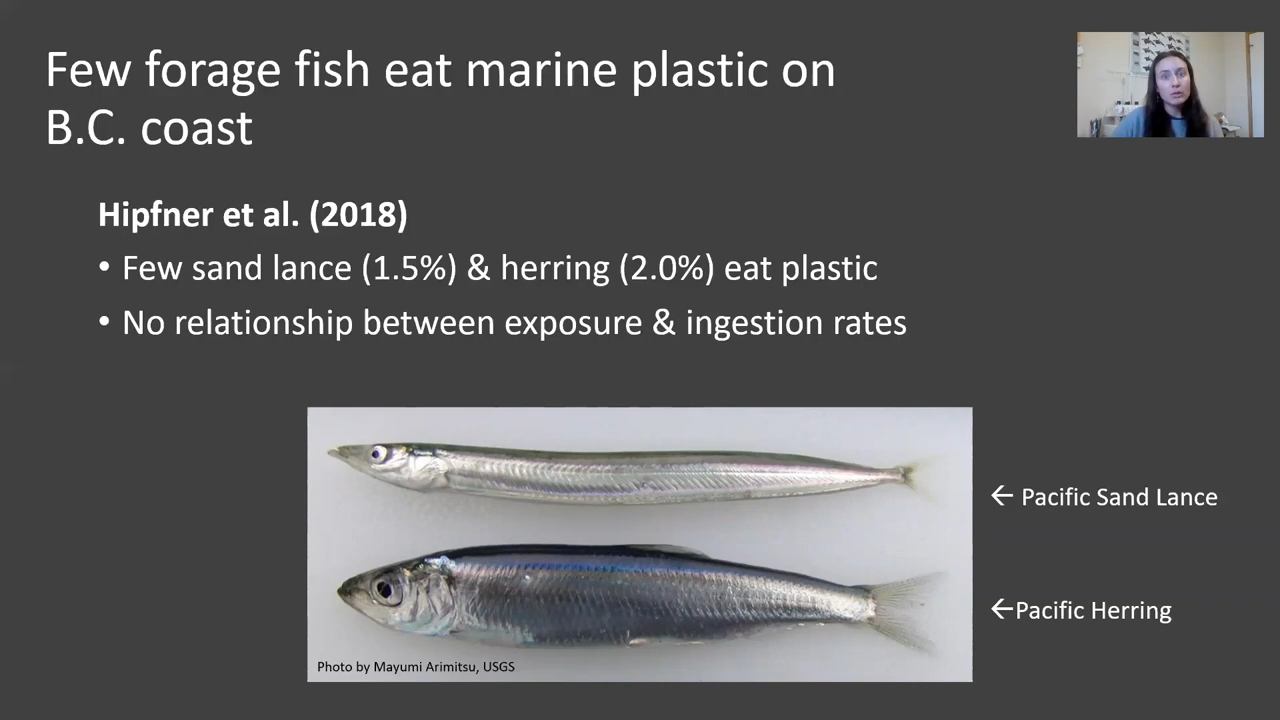 Few forage fish eat marine plastic on
B.C. coast
Hipfner et al. (2018)
• Few sand lance (1.5%) & herring (2.0%) eat plastic
• No relationship between exposure & ingestion rates
← Pacific Sand Lance
←Pacific Herring
Photo by Mayumi Arimitsu, USGS